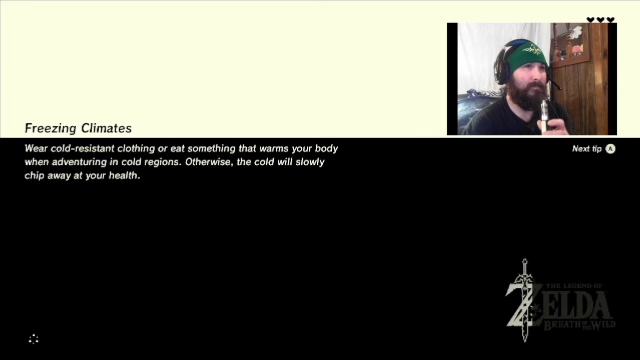 Freezing Climates
Wear cold-resistant clothing or eat something that warms your body
when adventuring in cold regions. Otherwise, the cold will slowly
chip away at your health.
Next tip A
THE LEGEND OF
ZELDA
BREATH OF THE WILD